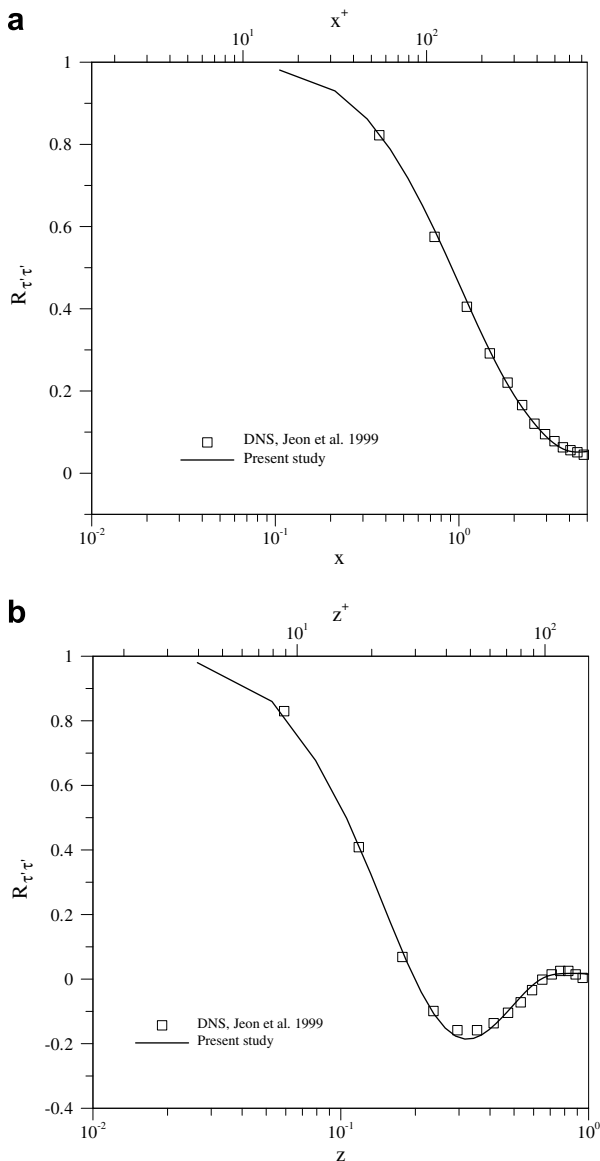 a
x+
10^1 10^2
1
0.8
0.6
0.4
0.2
0
R_τ'τ'
DNS, Jeon et al. 1999
Present study
10^-2 10^-1 10^0
x
b
z+
10^1 10^2
1
0.8
0.6
0.4
0.2
0
-0.2
-0.4
R_τ'τ'
DNS, Jeon et al. 1999
Present study
10^-2 10^-1 10^0
z